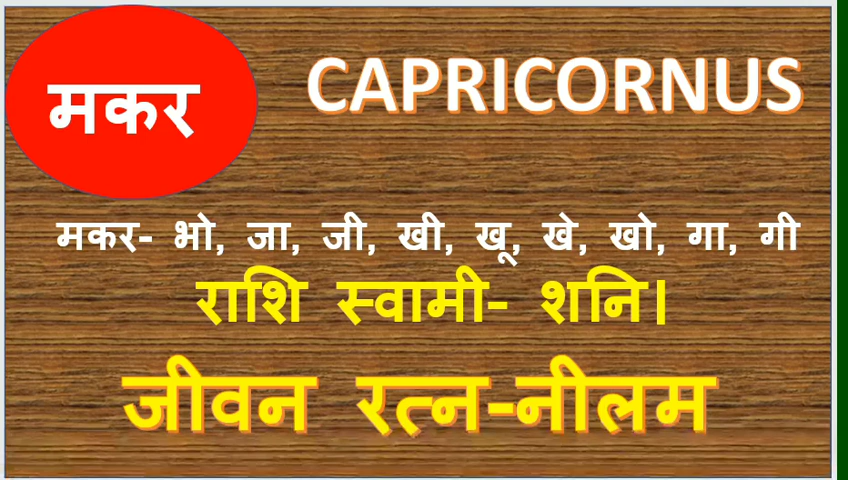 मकर
CAPRICORNUS
मकर- भो, जा, जी, खी, खू, खे, खो, गा, गी
राशि स्वामी- शनि।
जीवन रत्न-नीलम